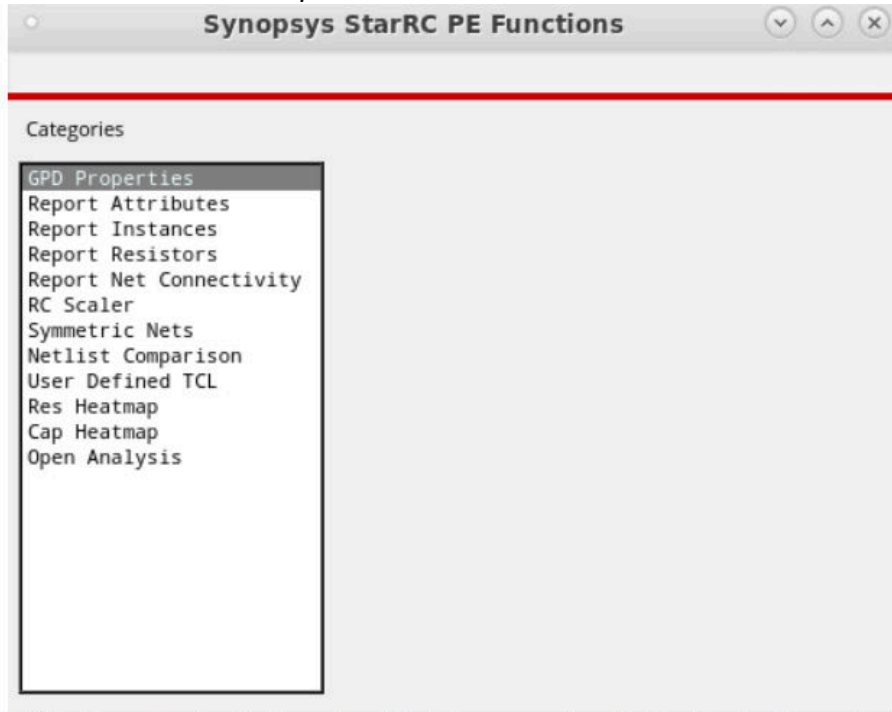 Synopsys StarRC PE Functions
Categories
GPD Properties
Report Attributes
Report Instances
Report Resistors
Report Net Connectivity
RC Scaler
Symmetric Nets
Netlist Comparison
User Defined TCL
Res Heatmap
Cap Heatmap
Open Analysis